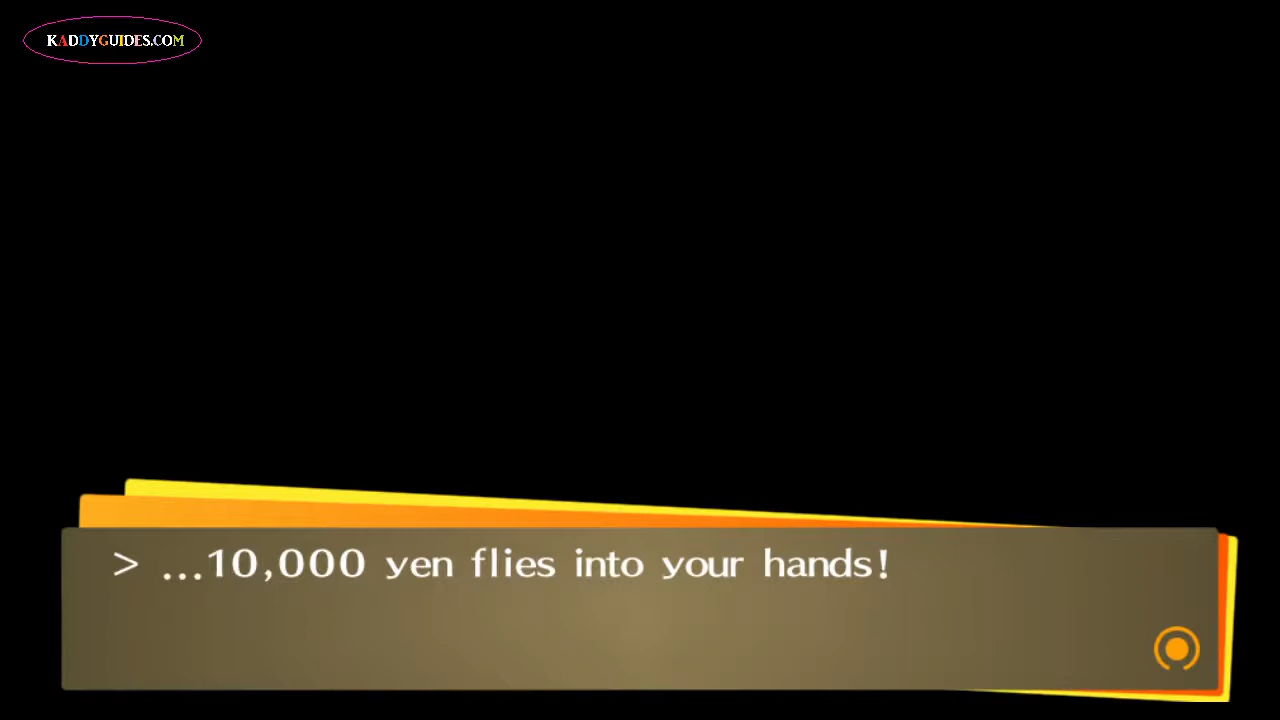 KADDYGUIDES.COM
> ...10,000 yen flies into your hands!